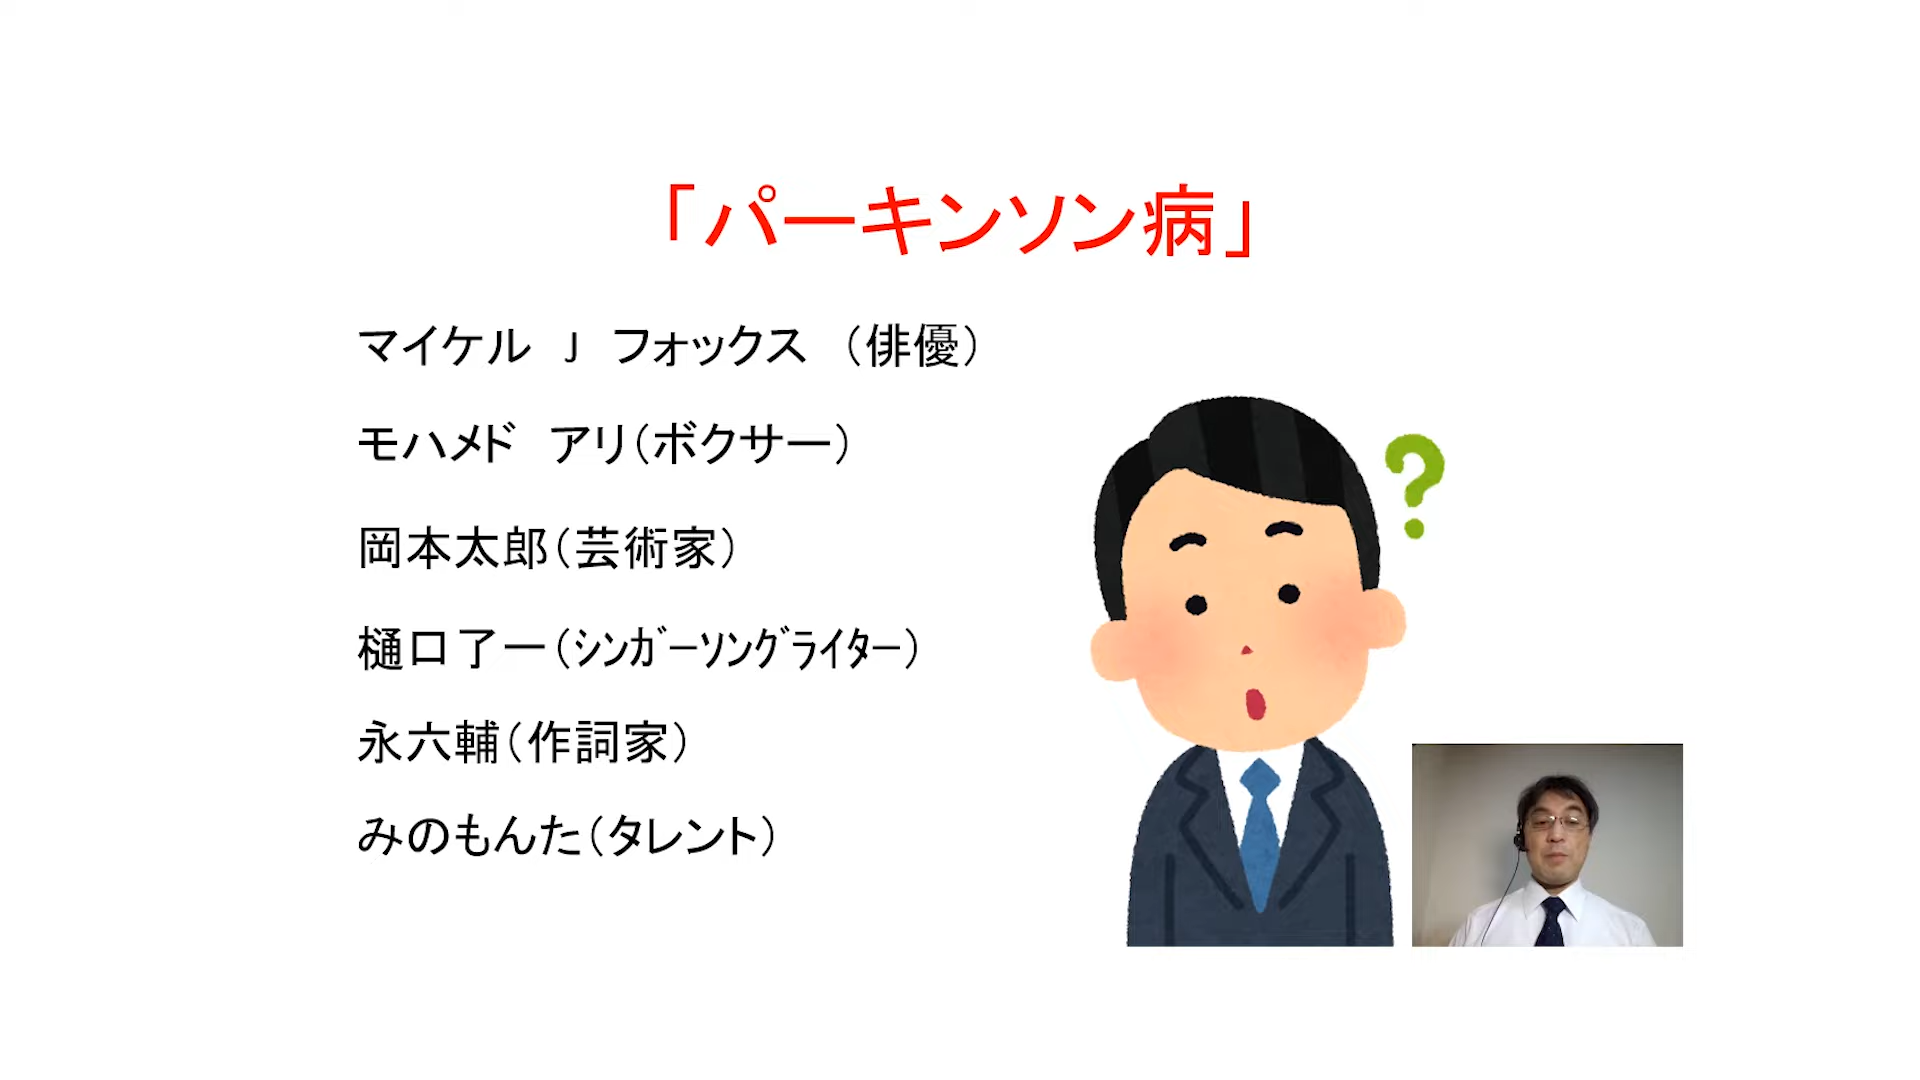 「パーキンソン病」
マイケル J フォックス （俳優）
モハメド アリ（ボクサー）
岡本太郎（芸術家）
樋口了一（ｼﾝｶﾞｰｿﾝｸﾞﾗｲﾀｰ）
永六輔（作詞家）
みのもんた（タレント）
?